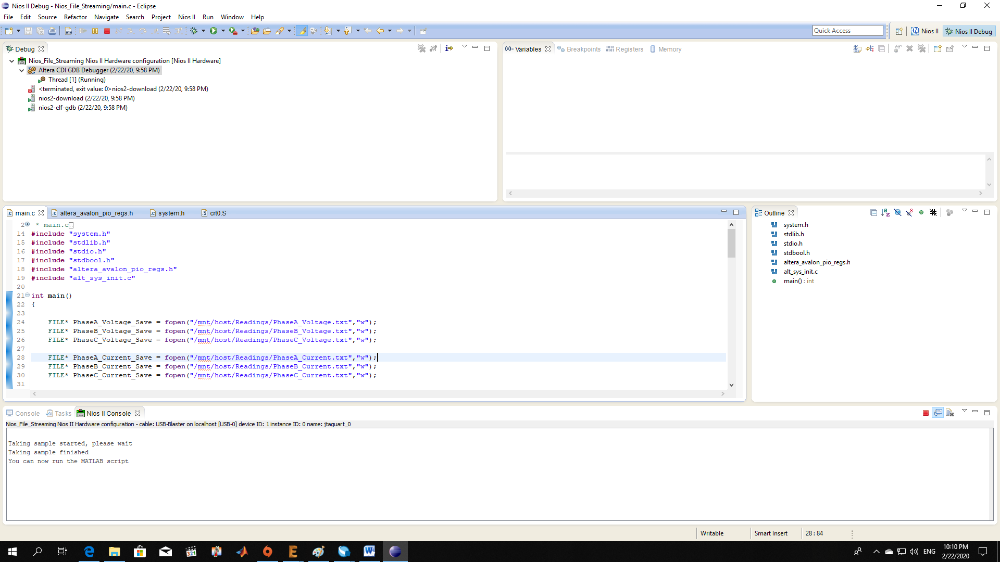 Nios II Debug - Nios_File_Streaming/main.c - Eclipse
File Edit Source Refactor Navigate Search Project Nios II Run Window Help
Quick Access Nios II Nios II Debug
Debug
Nios_File_Streaming Nios II Hardware configuration [Nios II Hardware]
Altera CDI GDB Debugger (2/22/20, 9:58 PM)
Thread [1] (Running)
<terminated, exit value: 0>nios2-download (2/22/20, 9:58 PM)
nios2-download (2/22/20, 9:58 PM)
nios2-elf-gdb (2/22/20, 9:58 PM)
(x)= Variables Breakpoints Registers Memory
main.c altera_avalon_pio_regs.h system.h crt0.S
2 * main.c
14 #include "system.h"
15 #include "stdlib.h"
16 #include "stdio.h"
17 #include "stdbool.h"
18 #include "altera_avalon_pio_regs.h"
19 #include "alt_sys_init.c"
20
21 int main()
22 {
23
24 FILE* PhaseA_Voltage_Save = fopen("/mnt/host/Readings/PhaseA_Voltage.txt","w");
25 FILE* PhaseB_Voltage_Save = fopen("/mnt/host/Readings/PhaseB_Voltage.txt","w");
26 FILE* PhaseC_Voltage_Save = fopen("/mnt/host/Readings/PhaseC_Voltage.txt","w");
27
28 FILE* PhaseA_Current_Save = fopen("/mnt/host/Readings/PhaseA_Current.txt","w");
29 FILE* PhaseB_Current_Save = fopen("/mnt/host/Readings/PhaseB_Current.txt","w");
30 FILE* PhaseC_Current_Save = fopen("/mnt/host/Readings/PhaseC_Current.txt","w");
31
Outline
system.h
stdlib.h
stdio.h
stdbool.h
altera_avalon_pio_regs.h
alt_sys_init.c
main() : int
Console Tasks Nios II Console
Nios_File_Streaming Nios II Hardware configuration - cable: USB-Blaster on localhost [USB-0] device ID: 1 instance ID: 0 name: jtaguart_0
Taking sample started, please wait
Taking sample finished
You can now run the MATLAB script
Writable Smart Insert 28 : 84
ENG 10:10 PM
2/22/2020